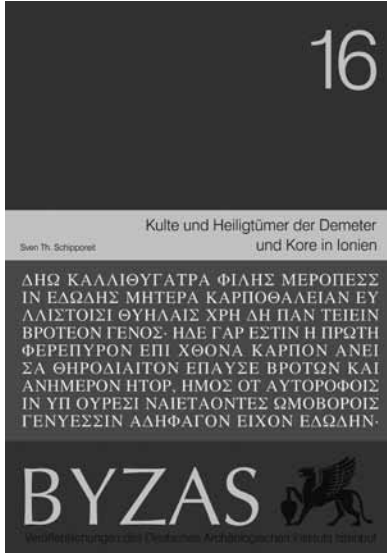 16
Kulte und Heiligtümer der Demeter
Sven Th. Schipporeit
und Kore in Ionien
ΔΗΩ ΚΑΛΛΙΘΥΓΑΤΡΑ ΦΙΛΗΣ ΜΕΡΟΠΕΣΣ
ΙΝ ΕΔΩΔΗΣ ΜΗΤΕΡΑ ΚΑΡΠΟΘΑΛΕΙΑΝ ΕΥ
ΛΛΙΣΤΟΙΣΙ ΘΥΗΛΑΙΣ ΧΡΗ ΔΗ ΠΑΝ ΤΕΙΕΙΝ
ΒΡΟΤΕΟΝ ΓΕΝΟΣ· ΗΔΕ ΓΑΡ ΕΣΤΙΝ Η ΠΡΩΤΗ
ΦΕΡΕΠΥΡΟΝ ΕΠΙ ΧΘΟΝΑ ΚΑΡΠΟΝ ΑΝΕΙ
ΣΑ ΘΗΡΟΔΙΑΙΤΟΝ ΕΠΑΥΣΕ ΒΡΟΤΩΝ ΚΑΙ
ΑΝΗΜΕΡΟΝ ΗΤΟΡ, ΗΜΟΣ ΟΤ ΑΥΤΟΡΟΦΟΙΣ
ΙΝ ΥΠ ΟΥΡΕΣΙ ΝΑΙΕΤΑΟΝΤΕΣ ΩΜΟΒΟΡΟΙΣ
ΓΕΝΥΕΣΣΙΝ ΑΔΗΦΑΓΟΝ ΕΙΧΟΝ ΕΔΩΔΗΝ·
BYZAS
Veröffentlichungen des Deutschen Archäologischen Instituts Istanbul